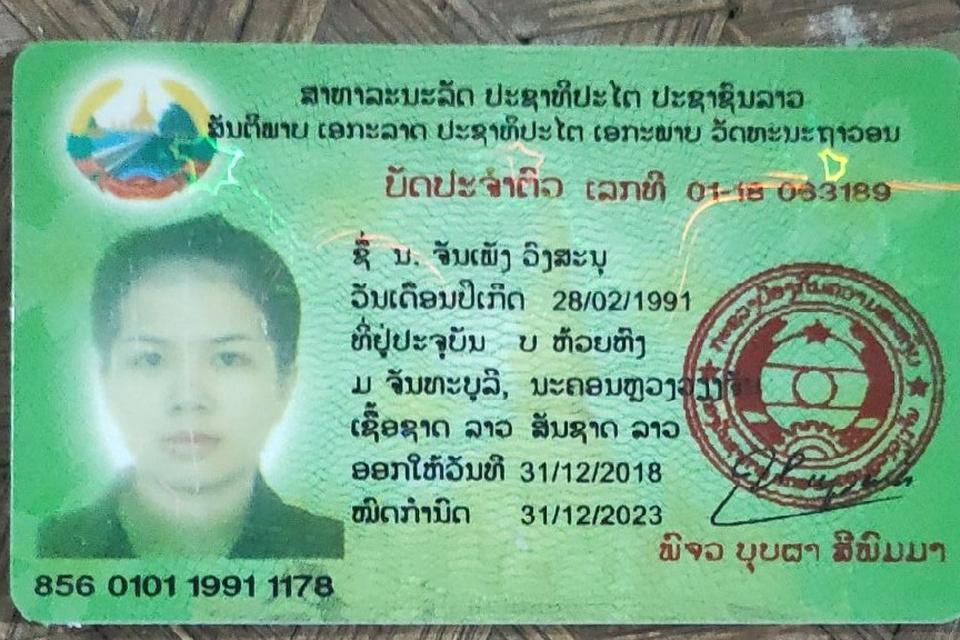 ສາທາລະນະລັດ ປະຊາທິປະໄຕ ປະຊາຊົນລາວ
ສັນຕິພາບ ເອກະລາດ ປະຊາທິປະໄຕ ເອກະພາບ ວັດທະນະຖາວອນ
ບັດປະຈຳຕົວ ເລກທີ 01-18 063189
ຊື່ ນ. ຈັນເພັງ ວົງສະນຸ
ວັນເດືອນປີເກີດ 28/02/1991
ທີ່ຢູ່ປະຈຸບັນ ບ ຫ້ວຍຫົງ
ມ ຈັນທະບູລີ, ນະຄອນຫຼວງວຽງຈັນ
ເຊື້ອຊາດ ລາວ ສັນຊາດ ລາວ
ອອກໃຫ້ວັນທີ 31/12/2018
ໝົດກຳນົດ 31/12/2023
ພົຈວ ບຸບຜາ ສີພົມມາ
856 0101 1991 1178